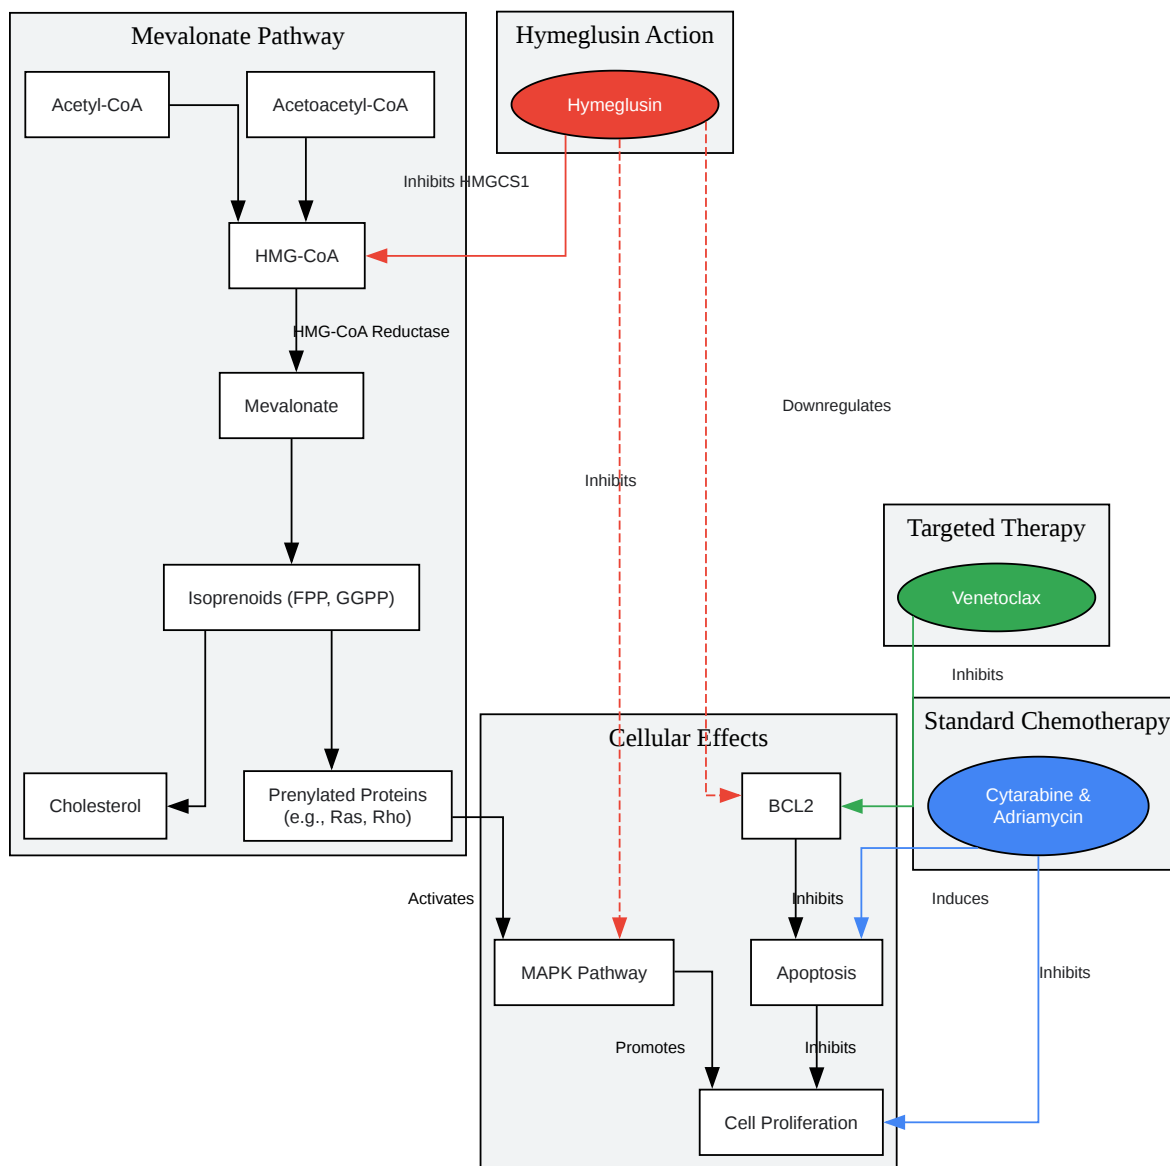 Mevalonate Pathway
Hymeglusin Action
Acetyl-CoA
Acetoacetyl-CoA
Hymeglusin
Inhibits HMGCS1
HMG-CoA
HMG-CoA Reductase
Mevalonate
Downregulates
Inhibits
Targeted Therapy
Isoprenoids (FPP, GGPP)
Venetoclax
Inhibits
Standard Chemotherapy
Cellular Effects
Cholesterol
Prenylated Proteins
(e.g., Ras, Rho)
BCL2
Cytarabine &
Adriamycin
Activates
Inhibits
Induces
MAPK Pathway
Apoptosis
Inhibits
Promotes
Inhibits
Cell Proliferation